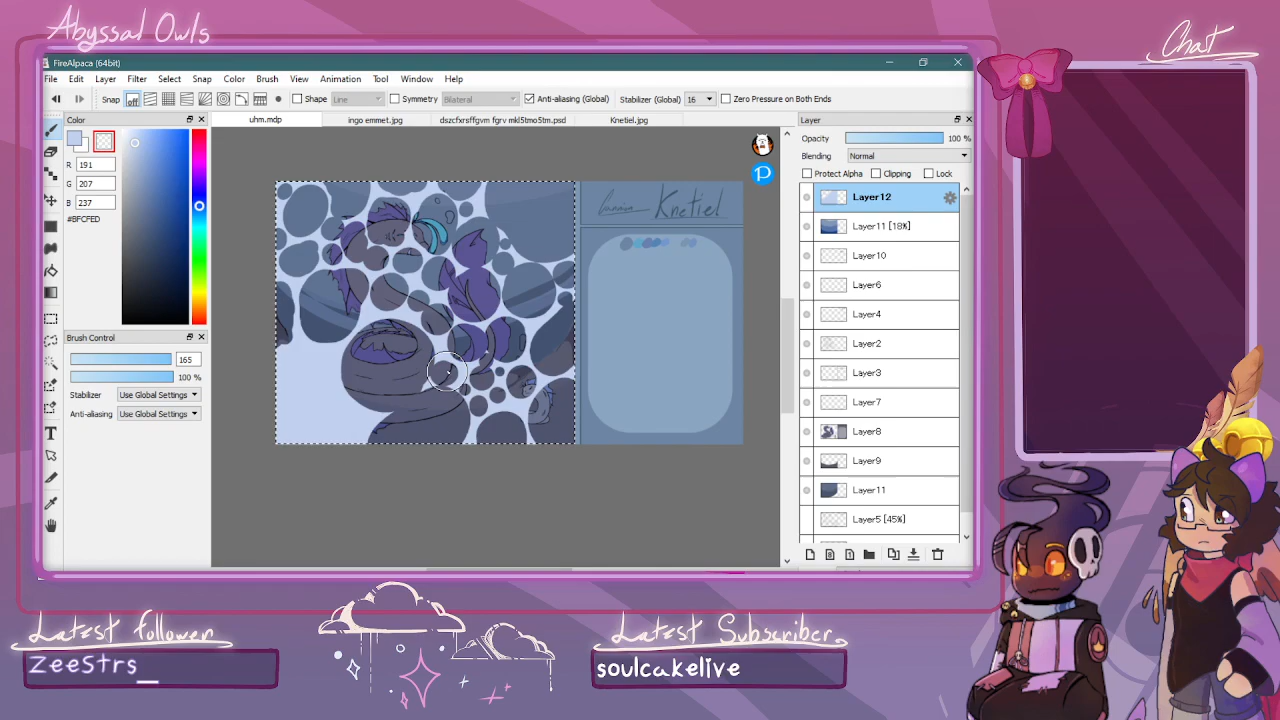 Abyssal Owls
Chat
FireAlpaca (64bit)
File Edit Layer Filter Select Snap Color Brush View Animation Tool Window Help
Snap off Shape Line Symmetry Bilateral Anti-aliasing (Global) Stabilizer (Global) 16 Zero Pressure on Both Ends
Color
uhm.mdp ingo emmet.jpg dszcfxrsffgvm fgrv mkl5tmo5tm.psd Knetiel.jpg
Layer
R 191
G 207
B 237
#BFCFED
Brush Control
165
100 %
Stabilizer Use Global Settings
Anti-aliasing Use Global Settings
Knetiel
Opacity 100 %
Blending Normal
Protect Alpha Clipping Lock
Layer12
Layer11 [18%]
Layer10
Layer6
Layer4
Layer2
Layer3
Layer7
Layer8
Layer9
Layer11
Layer5 [45%]
Latest follower
zeestrs_
Latest Subscriber
soulcakelive